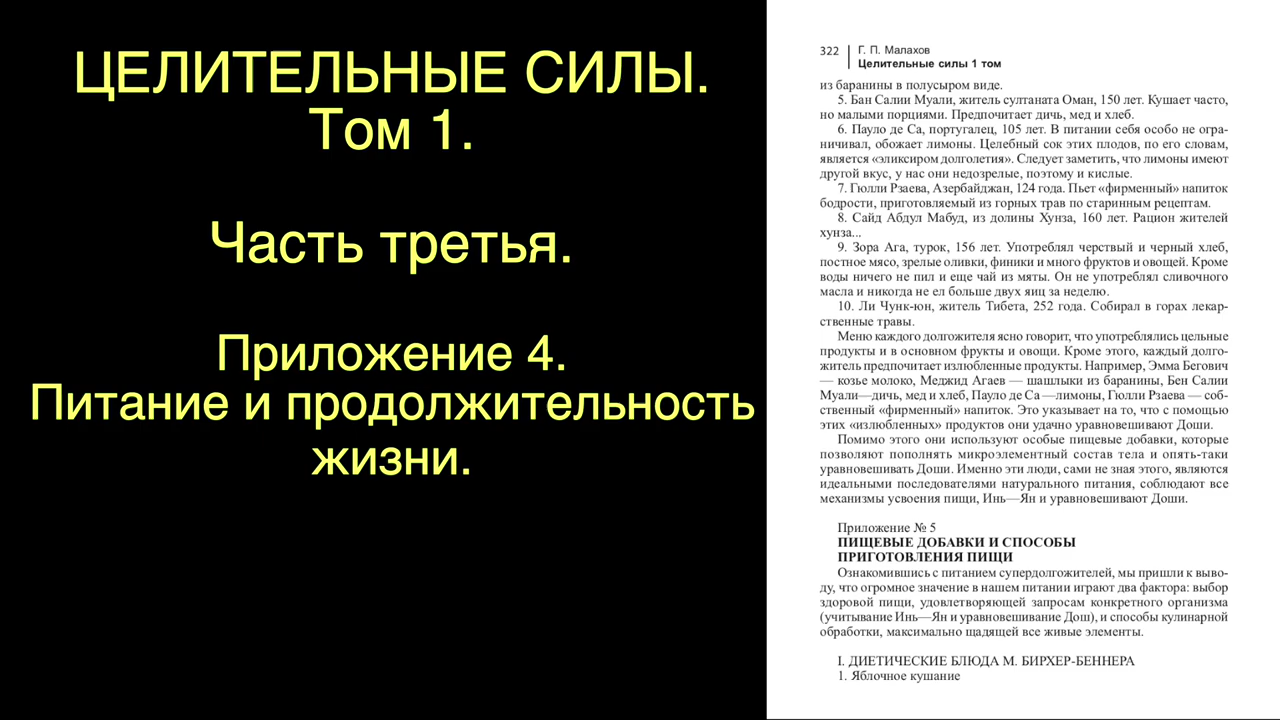 ЦЕЛИТЕЛЬНЫЕ СИЛЫ.
Том 1.
Часть третья.
Приложение 4.
Питание и продолжительность
жизни.
322 Г. П. Малахов
Целительные силы 1 том
из баранины в полусыром виде.
5. Бан Салии Муали, житель султаната Оман, 150 лет. Кушает часто,
но малыми порциями. Предпочитает дичь, мед и хлеб.
6. Пауло де Са, португалец, 105 лет. В питании себя особо не огра-
ничивал, обожает лимоны. Целебный сок этих плодов, по его словам,
является «эликсиром долголетия». Следует заметить, что лимоны имеют
другой вкус, у нас они недозрелые, поэтому и кислые.
7. Гюлли Рзаева, Азербайджан, 124 года. Пьет «фирменный» напиток
бодрости, приготовляемый из горных трав по старинным рецептам.
8. Сайд Абдул Мабуд, из долины Хунза, 160 лет. Рацион жителей
хунза...
9. Зора Ага, турок, 156 лет. Употреблял черствый и черный хлеб,
постное мясо, зрелые оливки, финики и много фруктов и овощей. Кроме
воды ничего не пил и еще чай из мяты. Он не употреблял сливочного
масла и никогда не ел больше двух яиц за неделю.
10. Ли Чунк-юн, житель Тибета, 252 года. Собирал в горах лекар-
ственные травы.
Меню каждого долгожителя ясно говорит, что употреблялись цельные
продукты и в основном фрукты и овощи. Кроме этого, каждый долго-
житель предпочитает излюбленные продукты. Например, Эмма Бегович
— козье молоко, Меджид Агаев — шашлыки из баранины, Бен Салии
Муали—дичь, мед и хлеб, Пауло де Са —лимоны, Гюлли Рзаева — соб-
ственный «фирменный» напиток. Это указывает на то, что с помощью
этих «излюбленных» продуктов они удачно уравновешивают Доши.
Помимо этого они используют особые пищевые добавки, которые
позволяют пополнять микроэлементный состав тела и опять-таки
уравновешивать Доши. Именно эти люди, сами не зная этого, являются
идеальными последователями натурального питания, соблюдают все
механизмы усвоения пищи, Инь—Ян и уравновешивают Доши.
Приложение № 5
ПИЩЕВЫЕ ДОБАВКИ И СПОСОБЫ
ПРИГОТОВЛЕНИЯ ПИЩИ
Ознакомившись с питанием супердолгожителей, мы пришли к выво-
ду, что огромное значение в нашем питании играют два фактора: выбор
здоровой пищи, удовлетворяющей запросам конкретного организма
(учитывание Инь—Ян и уравновешивание Дош), и способы кулинарной
обработки, максимально щадящей все живые элементы.
I. ДИЕТИЧЕСКИЕ БЛЮДА М. БИРХЕР-БЕННЕРА
1. Яблочное кушание